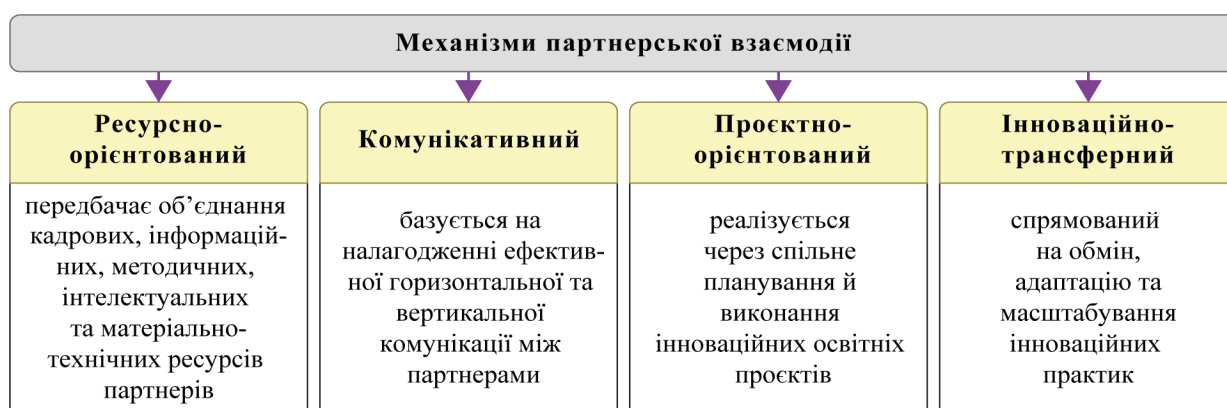 Механізми партнерської взаємодії
Ресурсно-
орієнтований
передбачає об’єднання
кадрових, інформацій-
них, методичних,
інтелектуальних
та матеріально-
технічних ресурсів
партнерів
Комунікативний
базується на
налагодженні ефектив-
ної горизонтальної та
вертикальної
комунікації між
партнерами
Проєктно-
орієнтований
реалізується
через спільне
планування й
виконання
інноваційних освітніх
проєктів
Інноваційно-
трансферний
спрямований
на обмін,
адаптацію та
масштабування
інноваційних
практик